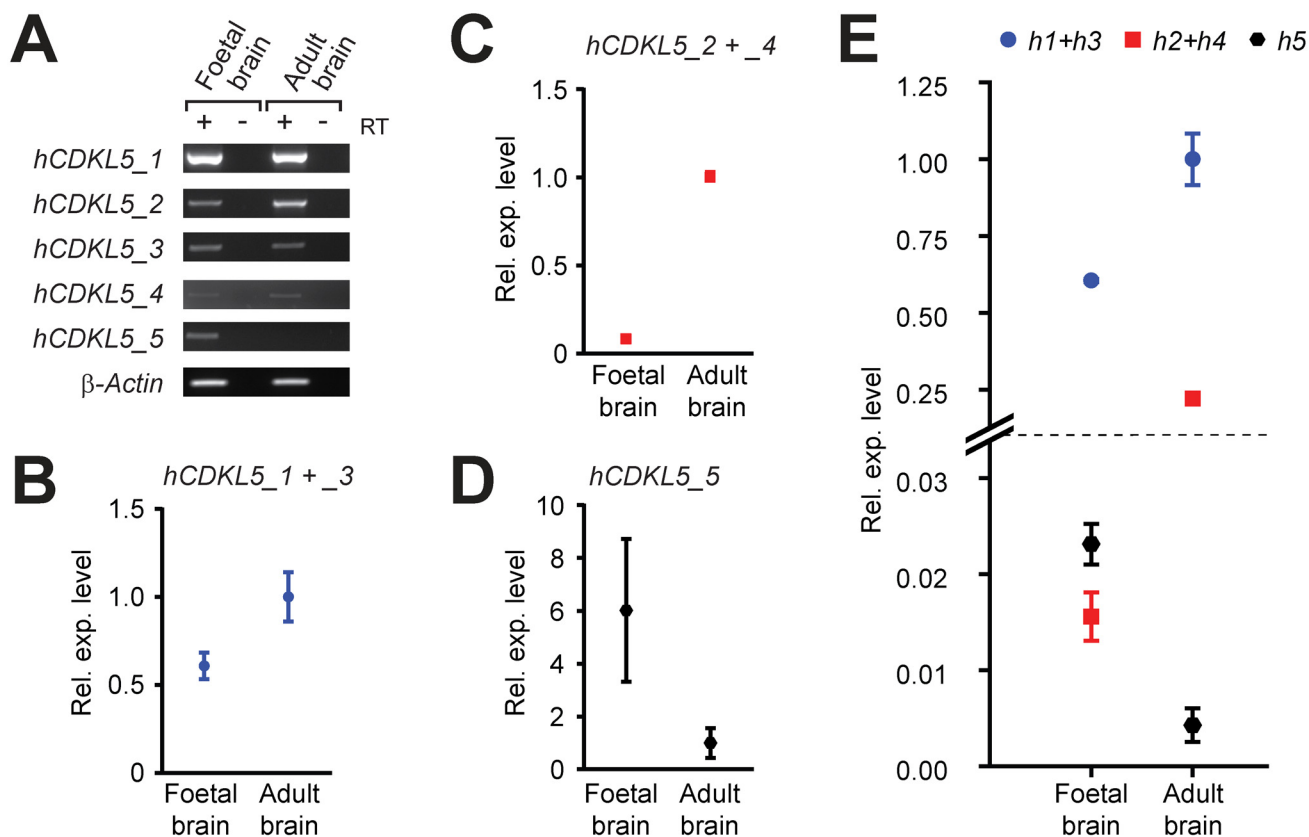 A
Foetal
brain
Adult
brain
+ - + - RT
hCDKL5_1
hCDKL5_2
hCDKL5_3
hCDKL5_4
hCDKL5_5
β-Actin
B
hCDKL5_1 + _3
Rel. exp. level
1.5
1.0
0.5
0
Foetal
brain
Adult
brain
C
hCDKL5_2 + _4
Rel. exp. level
1.5
1.0
0.5
0
Foetal
brain
Adult
brain
D
hCDKL5_5
Rel. exp. level
10
8
6
4
2
0
Foetal
brain
Adult
brain
E
h1+h3 h2+h4 h5
Rel. exp. level
1.25
1.00
0.75
0.50
0.25
0.03
0.02
0.01
0.00
Foetal
brain
Adult
brain